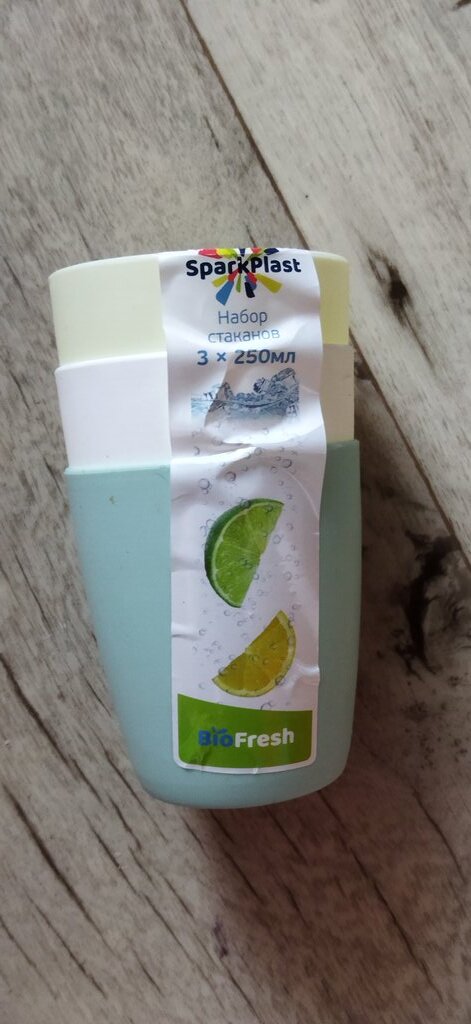 SparkPlast
Набор
стаканов
3 × 250мл
BioFresh